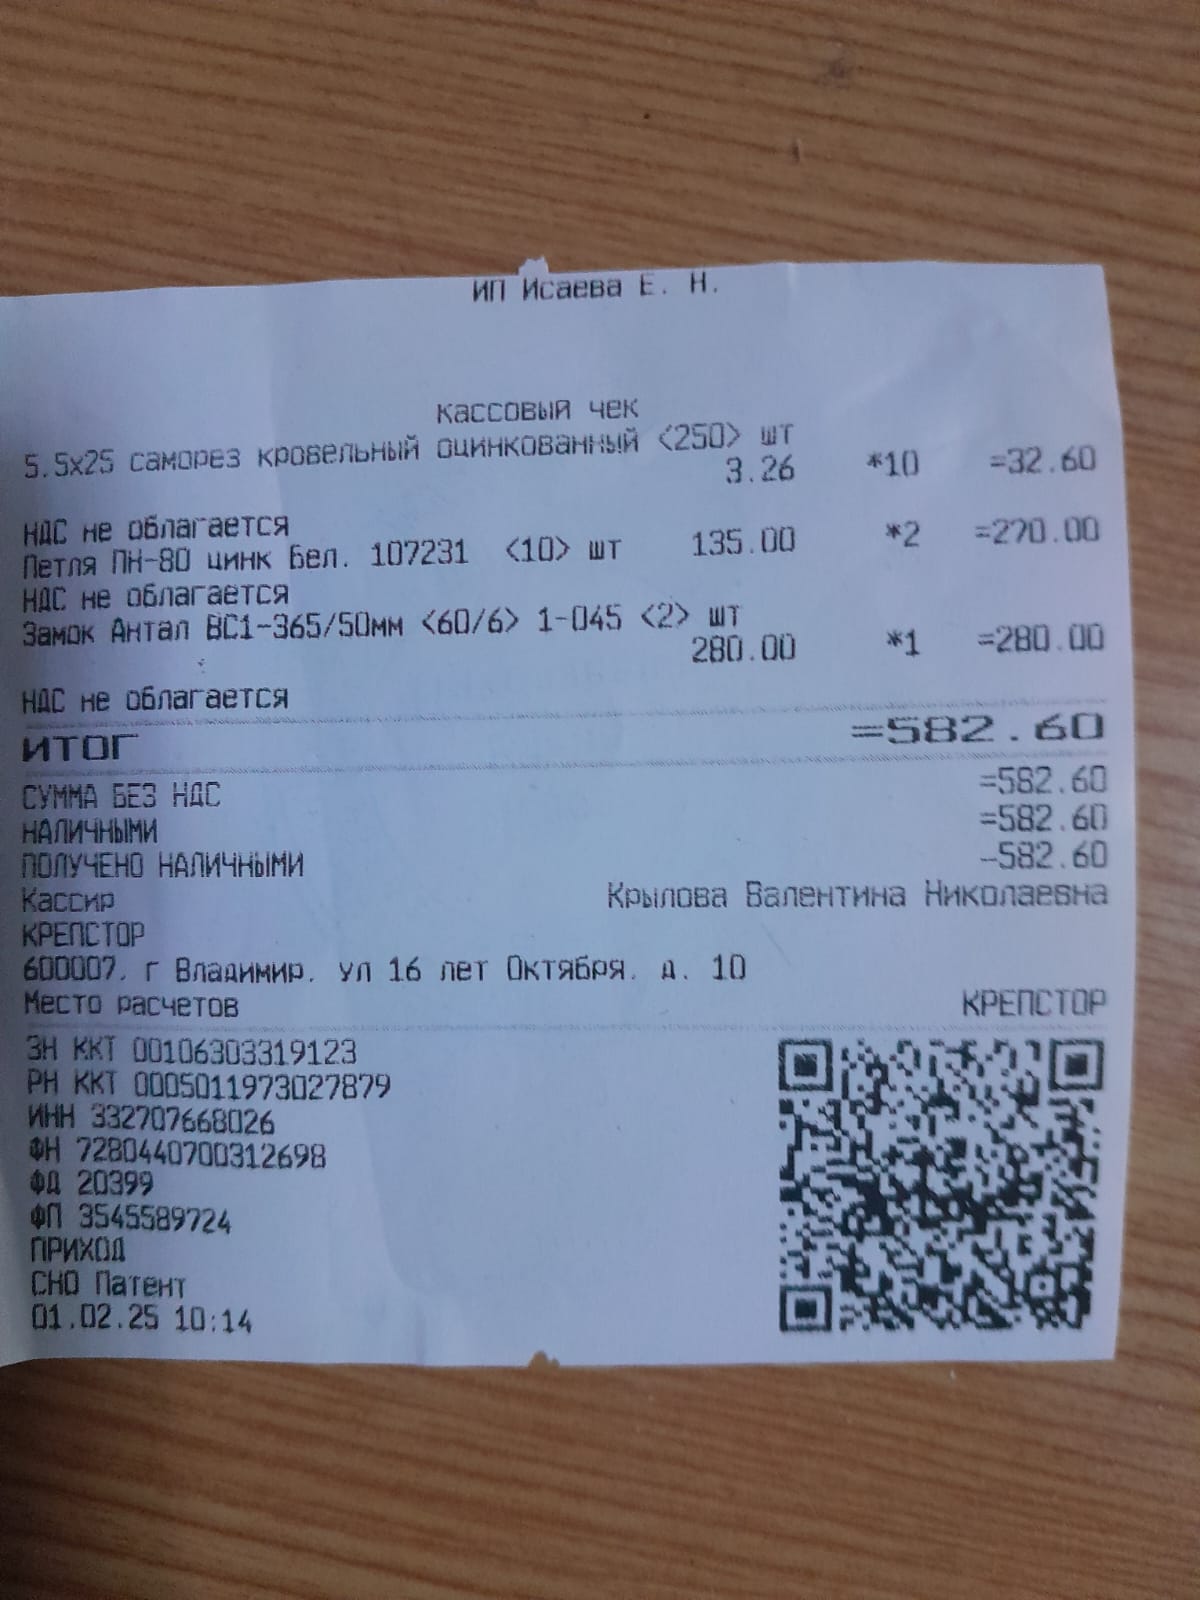 ИП Исаева Е. Н.
кассовый чек
5.5x25 саморез кровельный оцинкованный <250> шт
3.26 *10 =32.60
НДС не облагается
Петля ПН-80 цинк Бел. 107231 <10> шт 135.00 *2 =270.00
НДС не облагается
Замок Антал ВС1-365/50мм <60/6> 1-045 <2> шт
280.00 *1 =280.00
НДС не облагается
ИТОГ =582.60
СУММА БЕЗ НДС =582.60
НАЛИЧНЫМИ =582.60
ПОЛУЧЕНО НАЛИЧНЫМИ =582.60
Кассир Крылова Валентина Николаевна
КРЕПСТОР
600007, г Владимир, ул 16 лет Октября, д. 10
Место расчетов КРЕПСТОР
ЗН ККТ 00106303319123
РН ККТ 0005011973027879
ИНН 332707668026
ФН 7280440700312698
ФД 20399
ФП 3545589724
ПРИХОД
СНО Патент
01.02.25 10:14